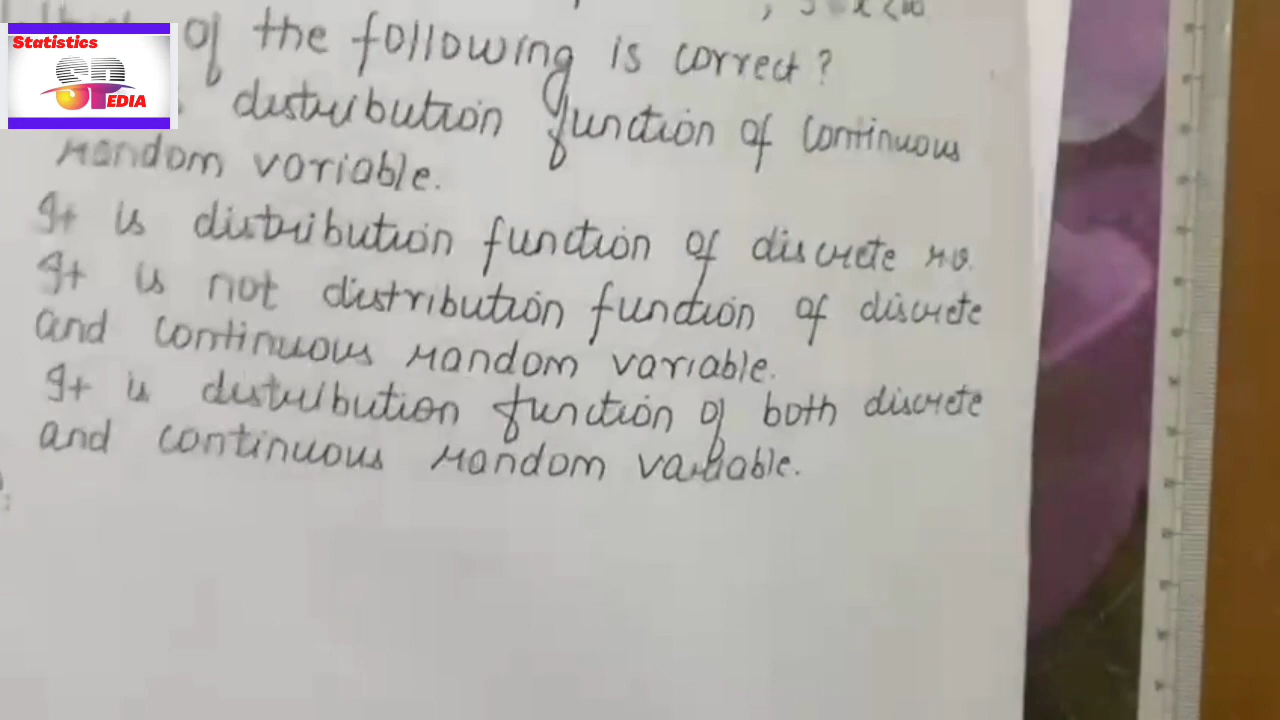 Statistics
EDIA
of the following is correct?
distribution function of continuous
random variable.
It is distribution function of discrete r.v.
It is not distribution function of discrete
and continuous random variable.
It is distribution function of both discrete
and continuous random variable.